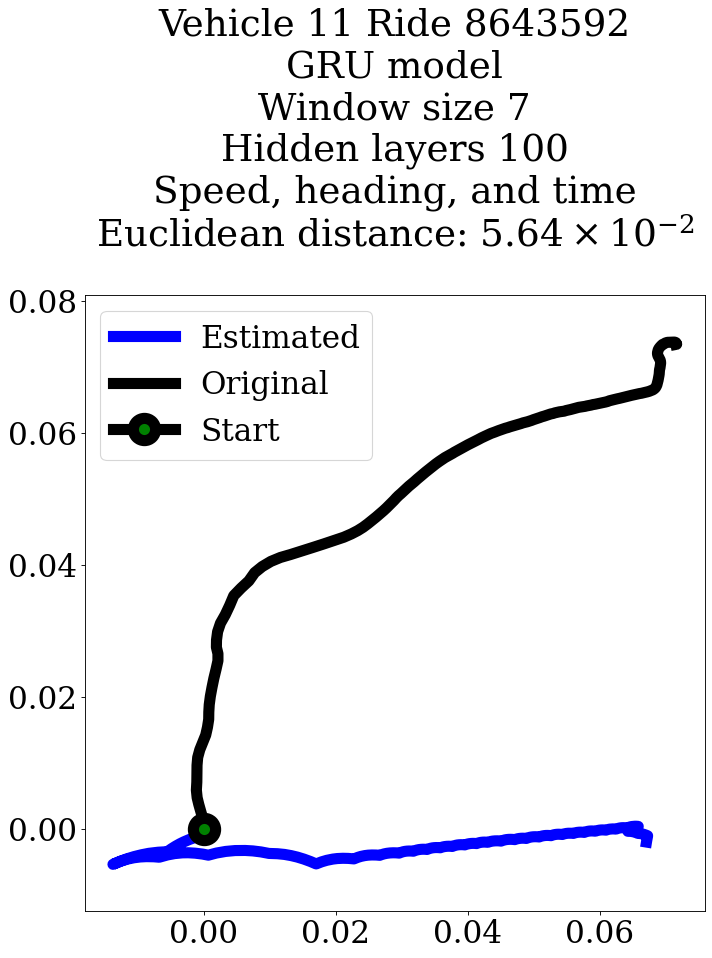 Vehicle 11 Ride 8643592
GRU model
Window size 7
Hidden layers 100
Speed, heading, and time
Euclidean distance: 5.64 × 10⁻²
0.08
0.06
0.04
0.02
0.00
Estimated
Original
Start
0.00 0.02 0.04 0.06